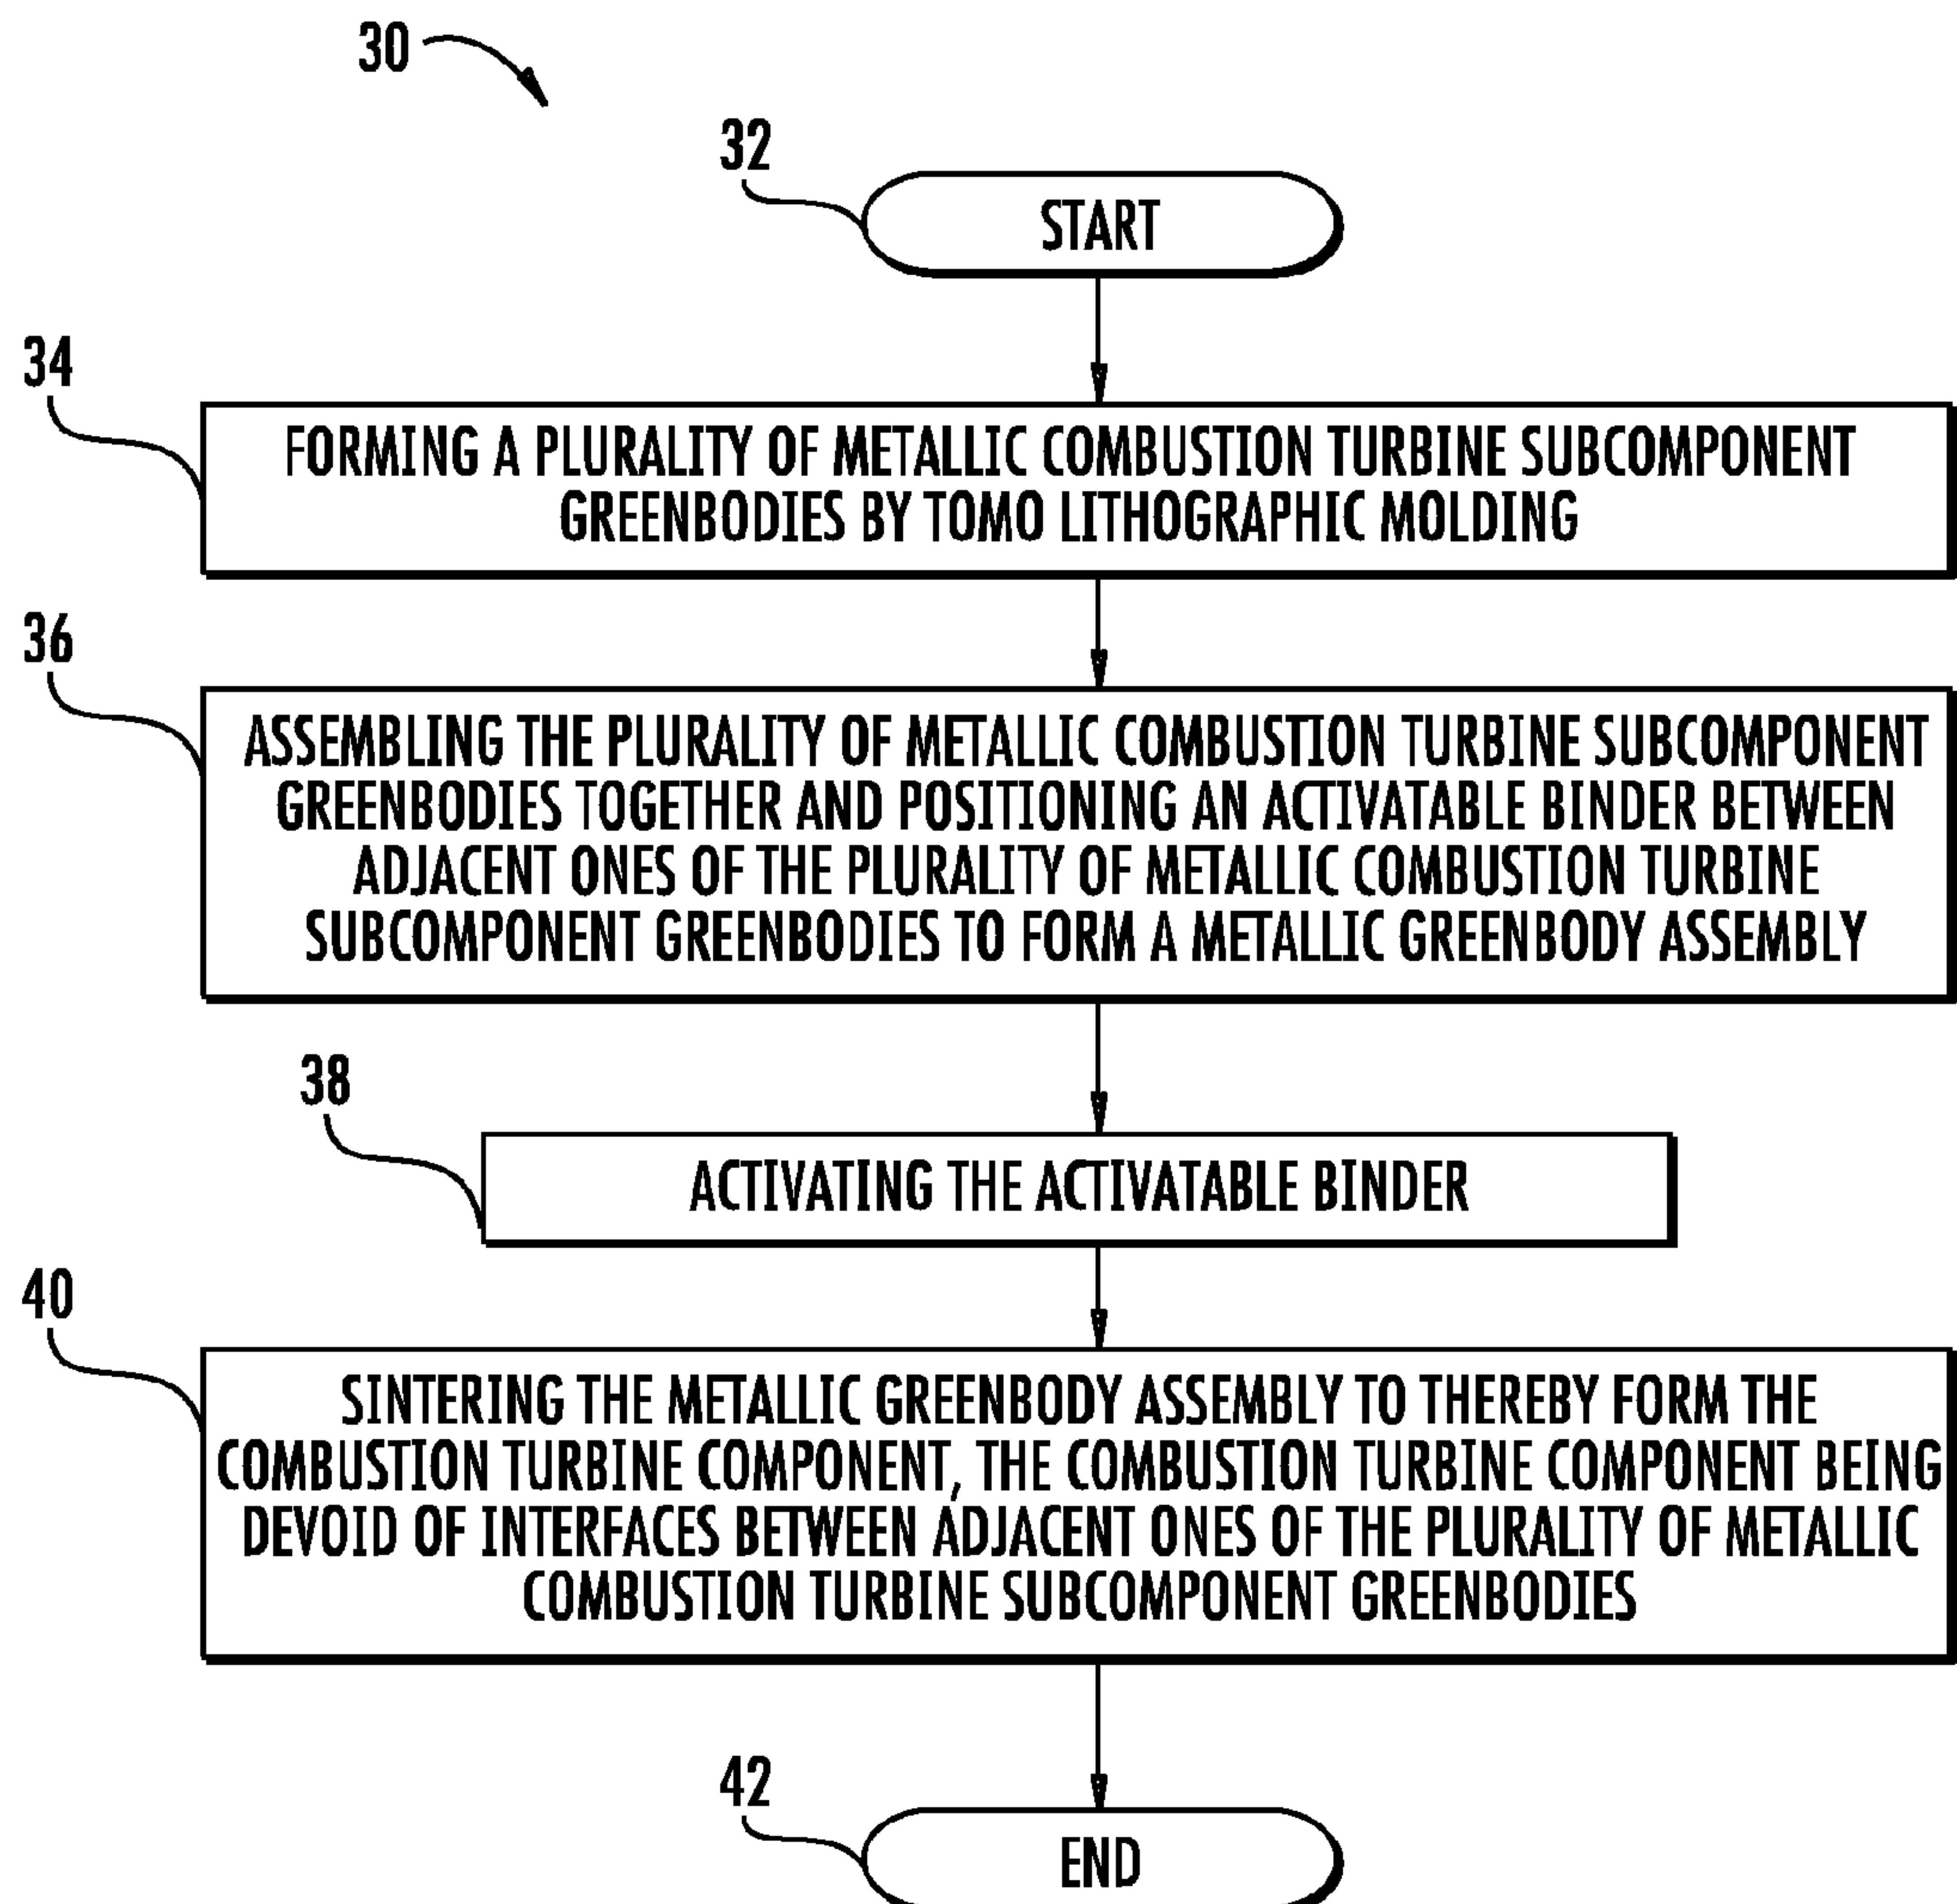 30
32
START
34
FORMING A PLURALITY OF METALLIC COMBUSTION TURBINE SUBCOMPONENT
GREENBODIES BY TOMO LITHOGRAPHIC MOLDING
36
ASSEMBLING THE PLURALITY OF METALLIC COMBUSTION TURBINE SUBCOMPONENT
GREENBODIES TOGETHER AND POSITIONING AN ACTIVATABLE BINDER BETWEEN
ADJACENT ONES OF THE PLURALITY OF METALLIC COMBUSTION TURBINE
SUBCOMPONENT GREENBODIES TO FORM A METALLIC GREENBODY ASSEMBLY
38
ACTIVATING THE ACTIVATABLE BINDER
40
SINTERING THE METALLIC GREENBODY ASSEMBLY TO THEREBY FORM THE
COMBUSTION TURBINE COMPONENT, THE COMBUSTION TURBINE COMPONENT BEING
DEVOID OF INTERFACES BETWEEN ADJACENT ONES OF THE PLURALITY OF METALLIC
COMBUSTION TURBINE SUBCOMPONENT GREENBODIES
42
END